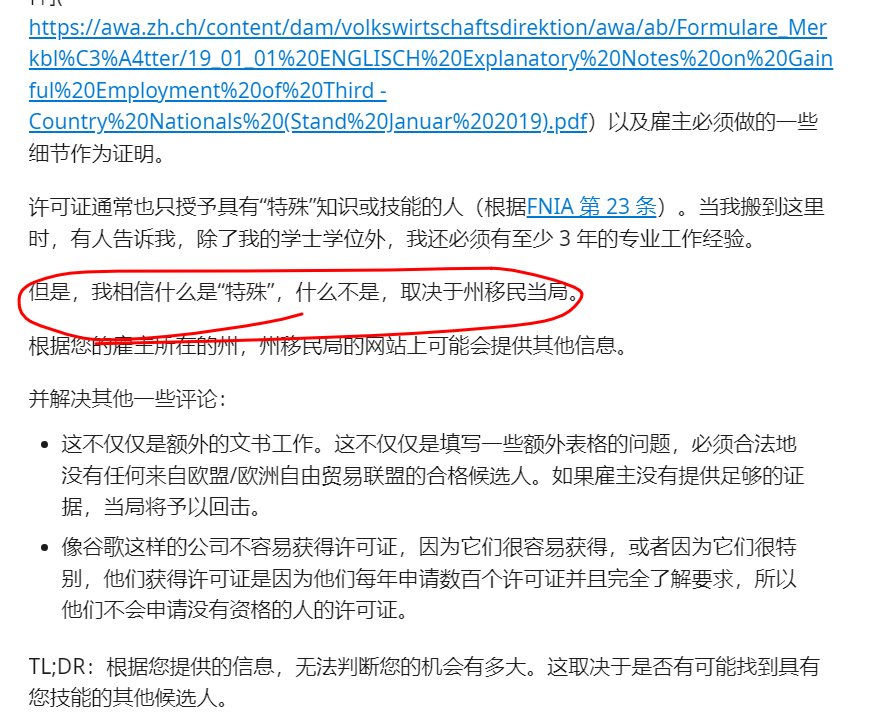 https://awa.zh.ch/content/dam/volkswirtschaftsdirektion/awa/ab/Formulare_Mer
kbl%C3%A4tter/19_01_01%20ENGLISCH%20Explanatory%20Notes%20on%20Gain
ful%20Employment%20of%20Third -
Country%20Nationals%20(Stand%20Januar%202019).pdf）以及雇主必须做的一些
细节作为证明。
许可证通常也只授予具有“特殊”知识或技能的人（根据FNIA 第 23 条）。当我搬到这里
时，有人告诉我，除了我的学士学位外，我还必须有至少 3 年的专业工作经验。
但是，我相信什么是“特殊”，什么不是，取决于州移民当局。
根据您的雇主所在的州，州移民局的网站上可能会提供其他信息。
并解决其他一些评论：
• 这不仅仅是额外的文书工作。这不仅仅是填写一些额外表格的问题，必须合法地
没有任何来自欧盟/欧洲自由贸易联盟的合格候选人。如果雇主没有提供足够的证
据，当局将予以回击。
• 像谷歌这样的公司不容易获得许可证，因为它们很容易获得，或者因为它们很特
别，他们获得许可证是因为他们每年申请数百个许可证并且完全了解要求，所以
他们不会申请没有资格的人的许可证。
TL;DR：根据您提供的信息，无法判断您的机会有多大。这取决于是否有可能找到具有
您技能的其他候选人。